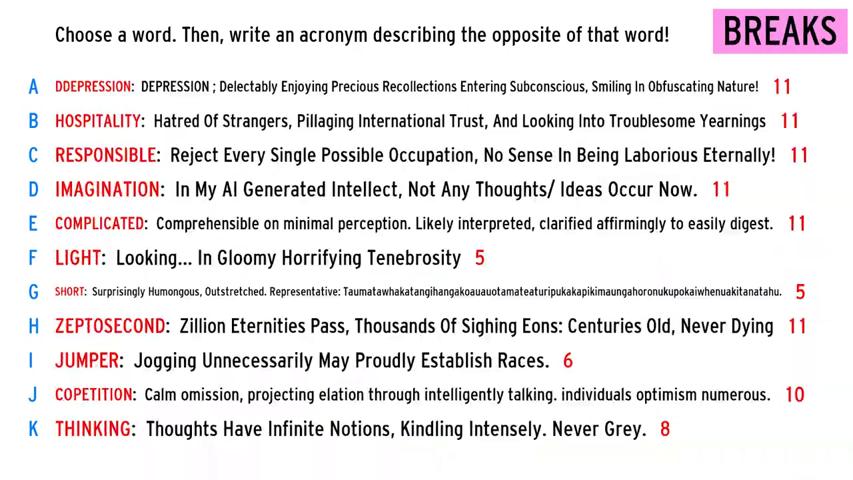 Choose a word. Then, write an acronym describing the opposite of that word!
BREAKS
A DDEPRESSION: DEPRESSION ; Delectably Enjoying Precious Recollections Entering Subconscious, Smiling In Obfuscating Nature! 11
B HOSPITALITY: Hatred Of Strangers, Pillaging International Trust, And Looking Into Troublesome Yearnings 11
C RESPONSIBLE: Reject Every Single Possible Occupation, No Sense In Being Laborious Eternally! 11
D IMAGINATION: In My AI Generated Intellect, Not Any Thoughts/ Ideas Occur Now. 11
E COMPLICATED: Comprehensible on minimal perception. Likely interpreted, clarified affirmingly to easily digest. 11
F LIGHT: Looking... In Gloomy Horrifying Tenebrosity 5
G SHORT: Surprisingly Humongous, Outstretched. Representative: Taumatawhakatangihangakoauauotamateaturipukakapikimaungahoronukupokaiwhenuakitanatahu. 5
H ZEPTOSECOND: Zillion Eternities Pass, Thousands Of Sighing Eons: Centuries Old, Never Dying 11
I JUMPER: Jogging Unnecessarily May Proudly Establish Races. 6
J COPETITION: Calm omission, projecting elation through intelligently talking. individuals optimism numerous. 10
K THINKING: Thoughts Have Infinite Notions, Kindling Intensely. Never Grey. 8